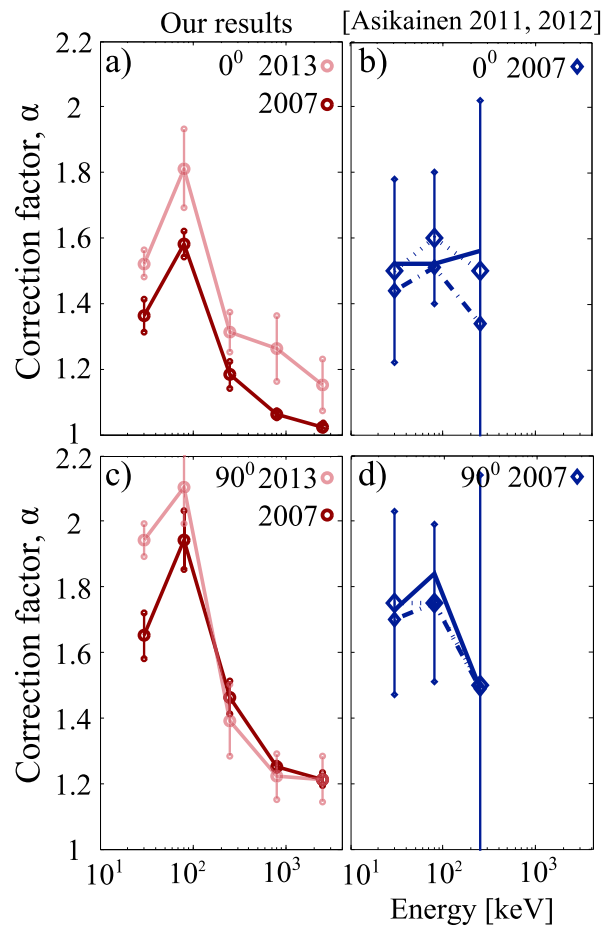 Our results [Asikainen 2011, 2012]
a) 0⁰ 2013
2007
b) 0⁰ 2007
2.2
2
1.8
1.6
1.4
1.2
1
Correction factor, α
c) 90⁰ 2013
2007
d) 90⁰ 2007
2.2
2
1.8
1.6
1.4
1.2
1
Correction factor, α
10¹ 10² 10³ 10¹ 10² 10³
Energy [keV]